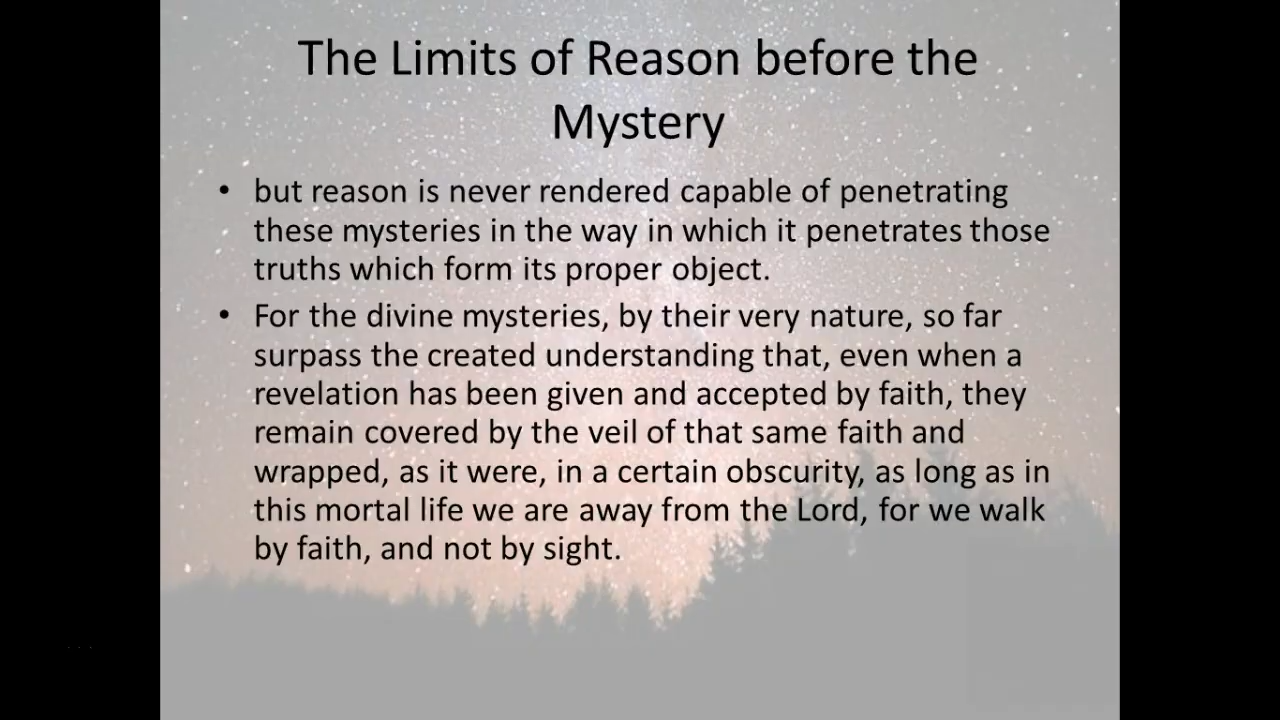 The Limits of Reason before the
Mystery
• but reason is never rendered capable of penetrating
these mysteries in the way in which it penetrates those
truths which form its proper object.
• For the divine mysteries, by their very nature, so far
surpass the created understanding that, even when a
revelation has been given and accepted by faith, they
remain covered by the veil of that same faith and
wrapped, as it were, in a certain obscurity, as long as in
this mortal life we are away from the Lord, for we walk
by faith, and not by sight.